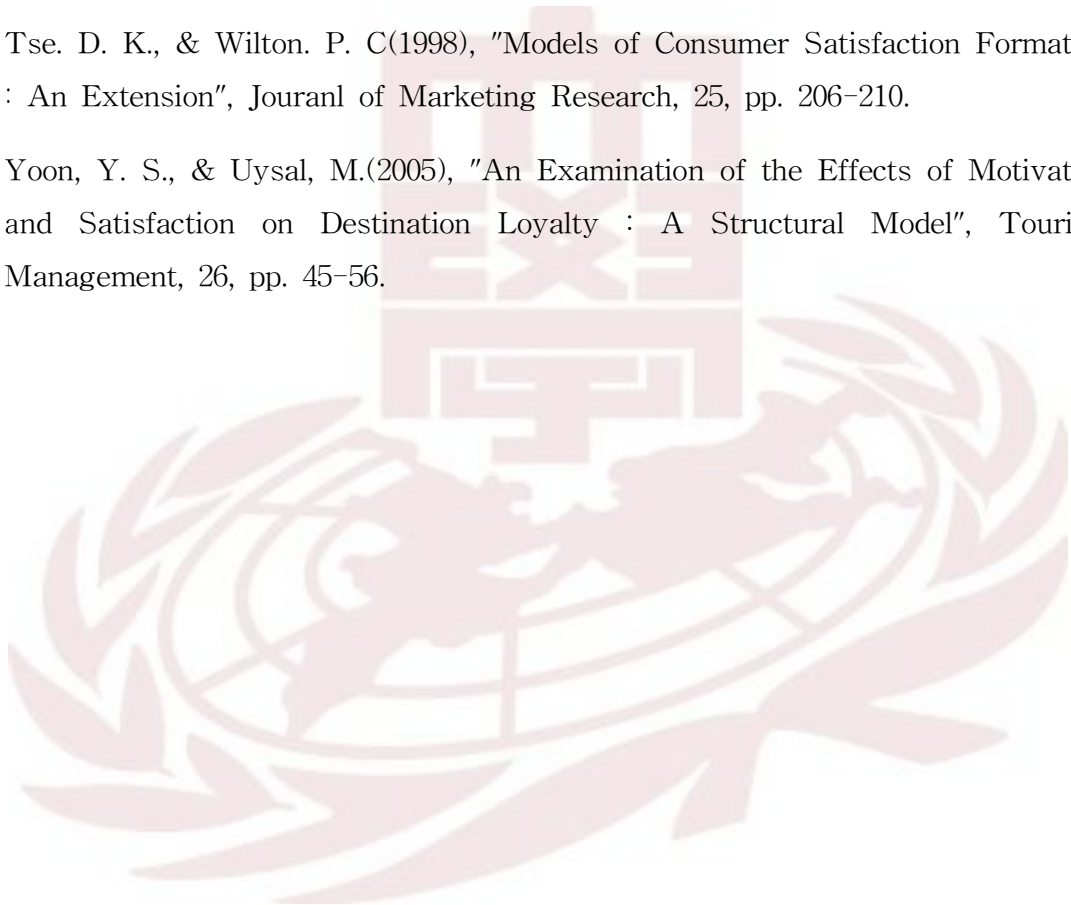 Tse. D. K., & Wilton. P. C(1998), "Models of Consumer Satisfaction Format
: An Extension", Jouranl of Marketing Research, 25, pp. 206-210.
Yoon, Y. S., & Uysal, M.(2005), "An Examination of the Effects of Motivat
and Satisfaction on Destination Loyalty : A Structural Model", Touri
Management, 26, pp. 45-56.